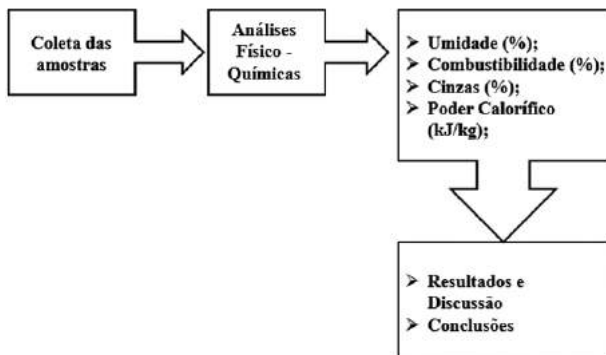 Coleta das
amostras
Análises
Físico -
Químicas
➤ Umidade (%);
➤ Combustibilidade (%);
➤ Cinzas (%);
➤ Poder Calorífico
(kJ/kg);
➤ Resultados e
Discussão
➤ Conclusões